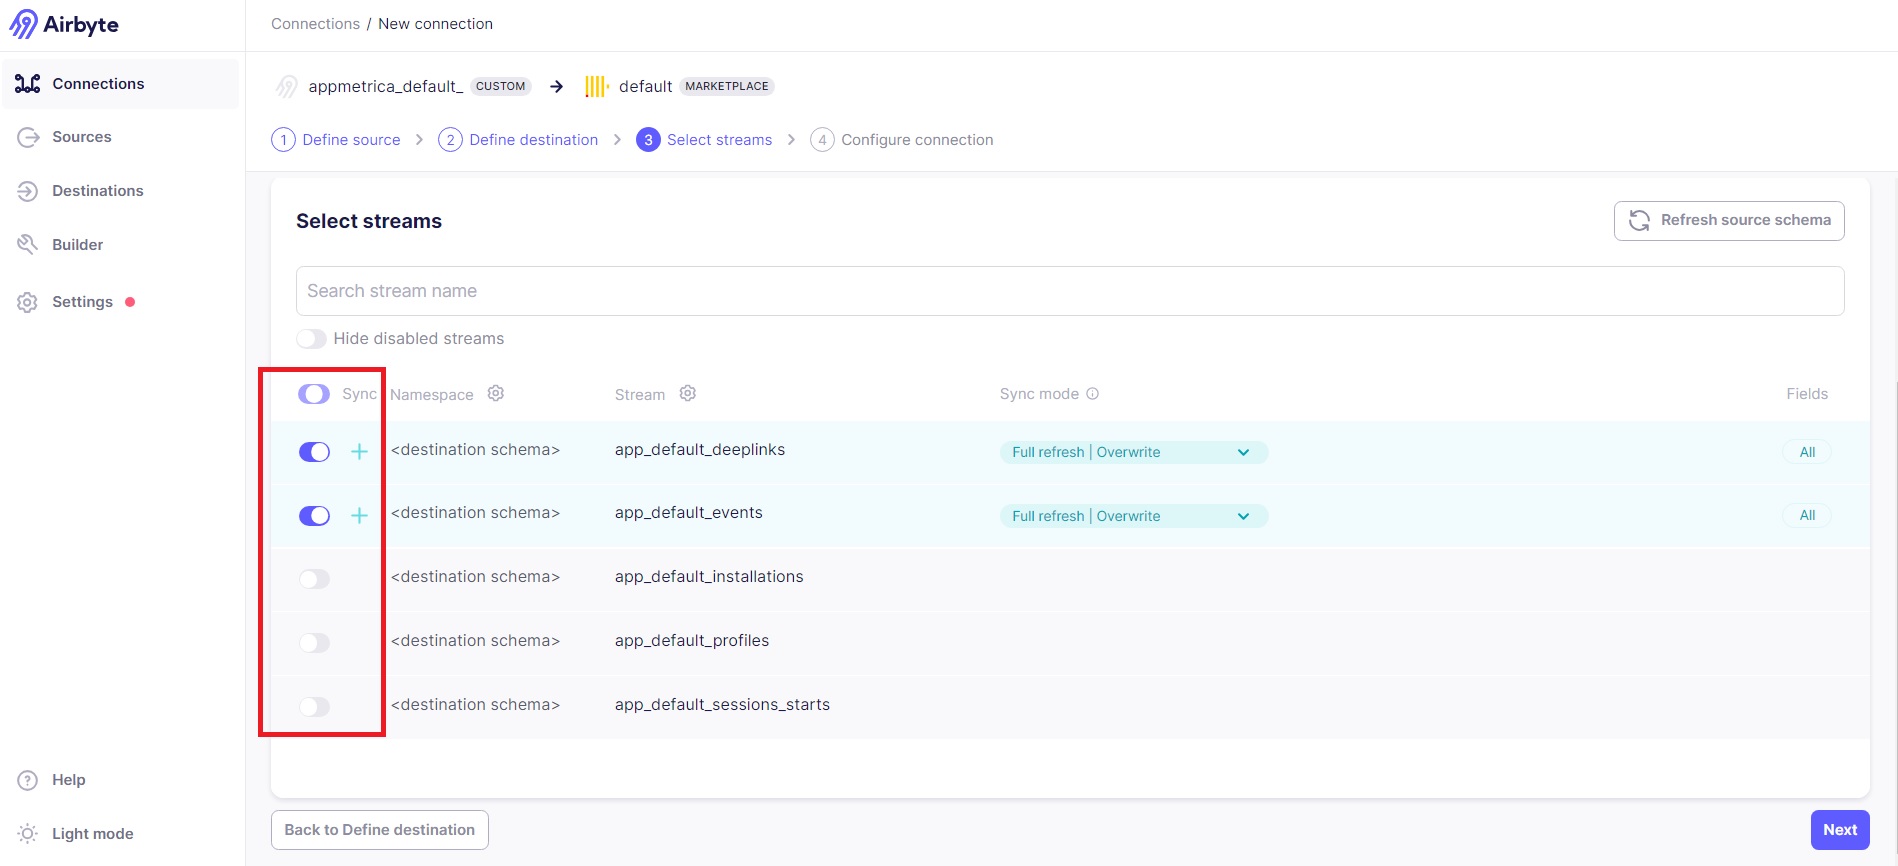 Airbyte
Connections / New connection
Connections
Sources
Destinations
Builder
Settings
Help
Light mode
appmetrica_default_ CUSTOM default MARKETPLACE
1 Define source 2 Define destination 3 Select streams 4 Configure connection
Select streams
Refresh source schema
Search stream name
Hide disabled streams
Sync Namespace Stream Sync mode Fields
<destination schema> app_default_deeplinks Full refresh | Overwrite All
<destination schema> app_default_events Full refresh | Overwrite All
<destination schema> app_default_installations
<destination schema> app_default_profiles
<destination schema> app_default_sessions_starts
Back to Define destination
Next